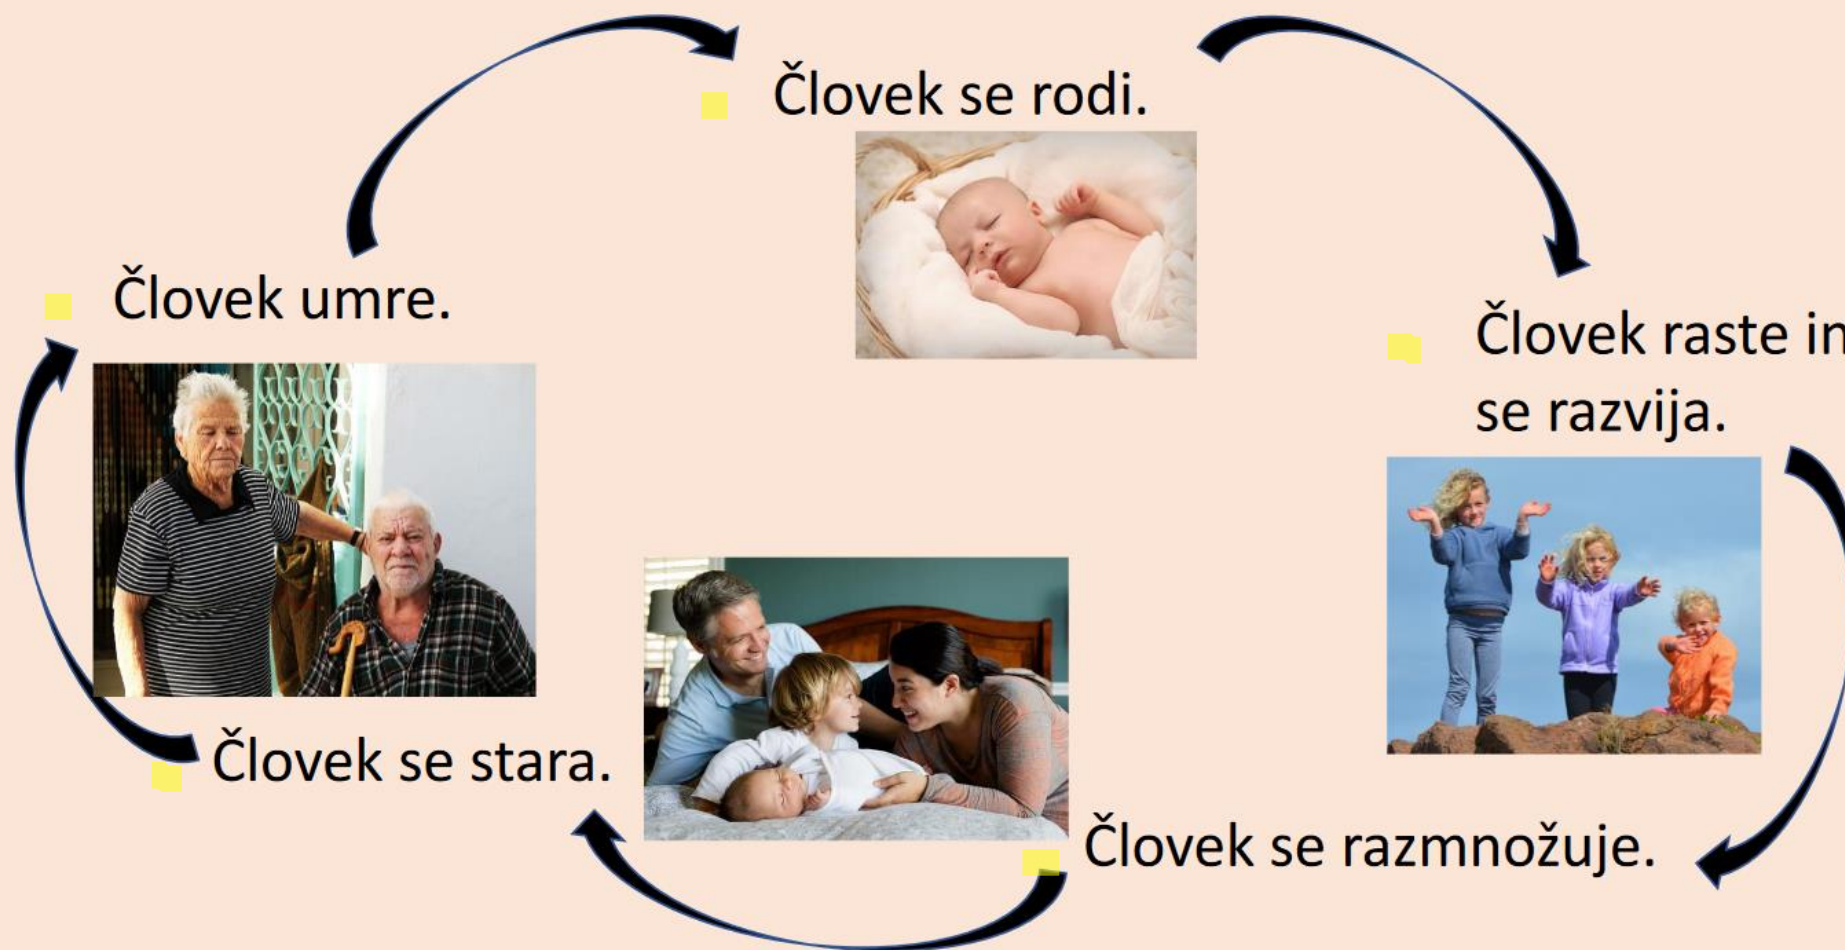 Človek se rodi.
Človek umre.
Človek raste in
se razvija.
Človek se stara.
Človek se razmnožuje.